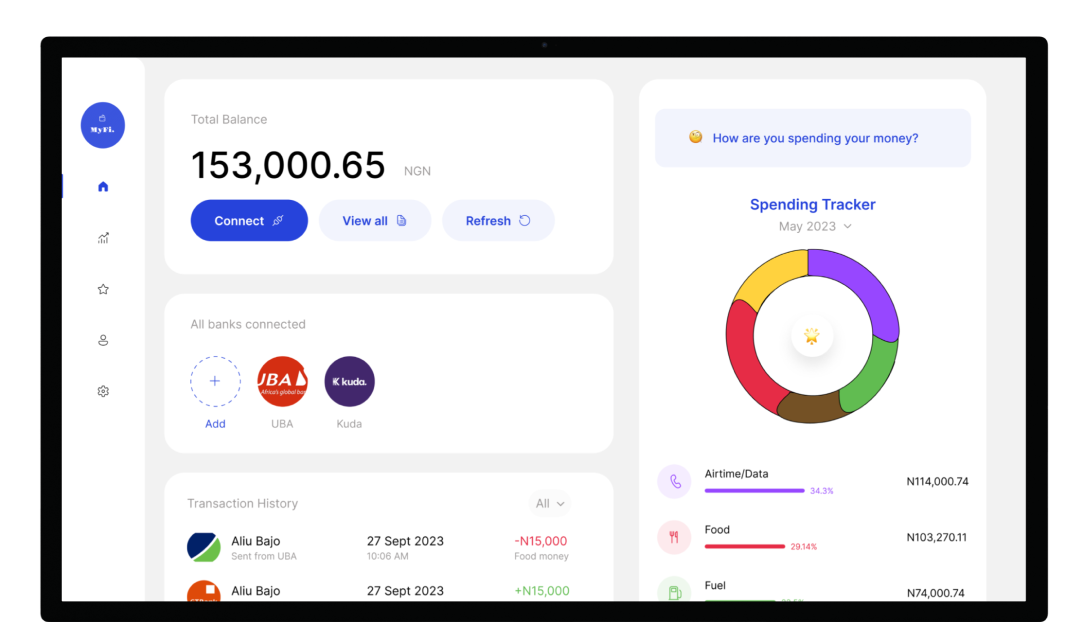 MyFi.
Total Balance
153,000.65 NGN
Connect
View all
Refresh
All banks connected
UBA
Africa's global
K kuda.
Add
UBA
Kuda
Transaction History
All
Aliu Bajo
27 Sept 2023
-N15,000
Sent from UBA
10:06 AM
Food money
Aliu Bajo
27 Sept 2023
+N15,000
How are you spending your money?
Spending Tracker
May 2023
Airtime/Data
34.3%
N114,000.74
Food
29.14%
N103,270.11
Fuel
N74,000.74